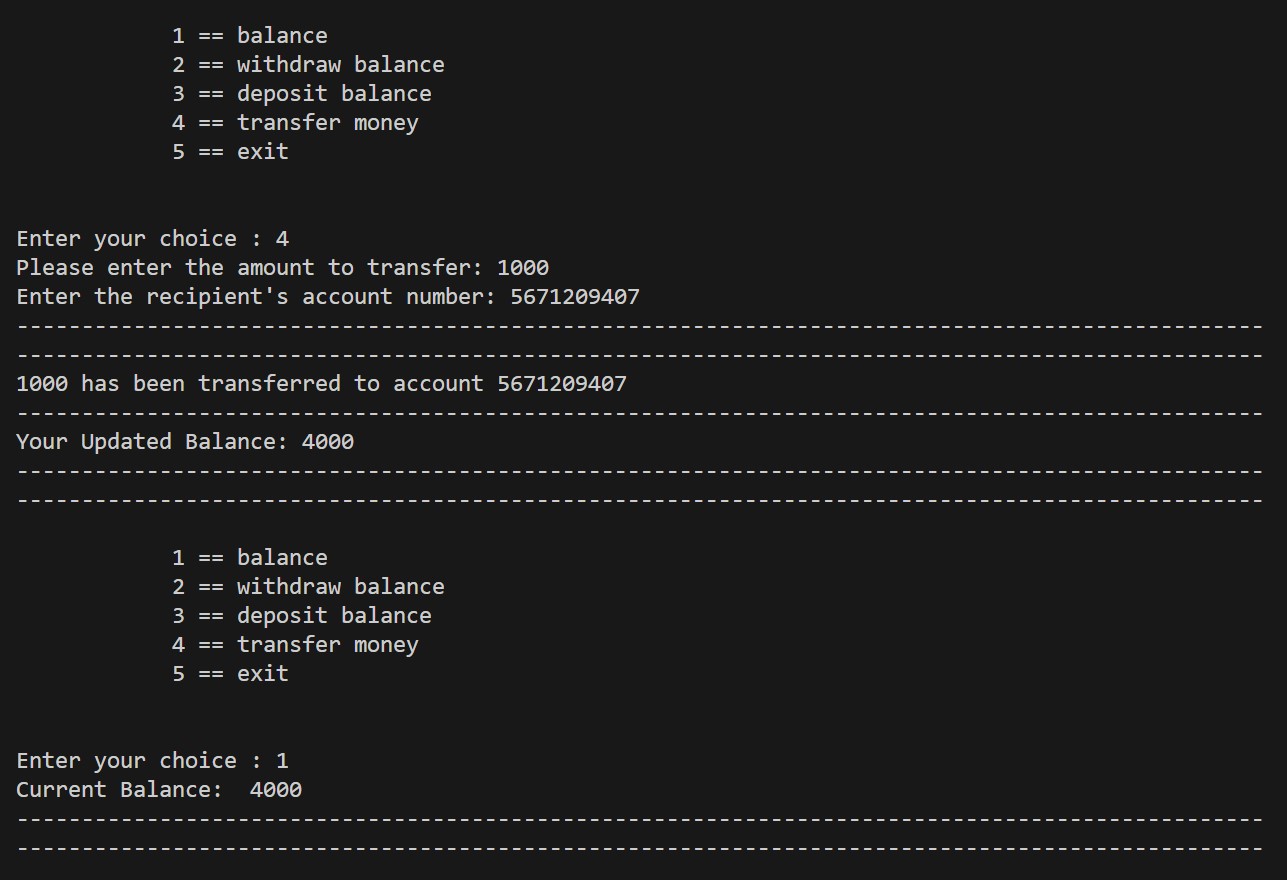 1 == balance
2 == withdraw balance
3 == deposit balance
4 == transfer money
5 == exit
Enter your choice : 4
Please enter the amount to transfer: 1000
Enter the recipient's account number: 5671209407
------------------------------------------------------------------------------------------------
------------------------------------------------------------------------------------------------
1000 has been transferred to account 5671209407
------------------------------------------------------------------------------------------------
Your Updated Balance: 4000
------------------------------------------------------------------------------------------------
------------------------------------------------------------------------------------------------
1 == balance
2 == withdraw balance
3 == deposit balance
4 == transfer money
5 == exit
Enter your choice : 1
Current Balance:  4000
------------------------------------------------------------------------------------------------
------------------------------------------------------------------------------------------------